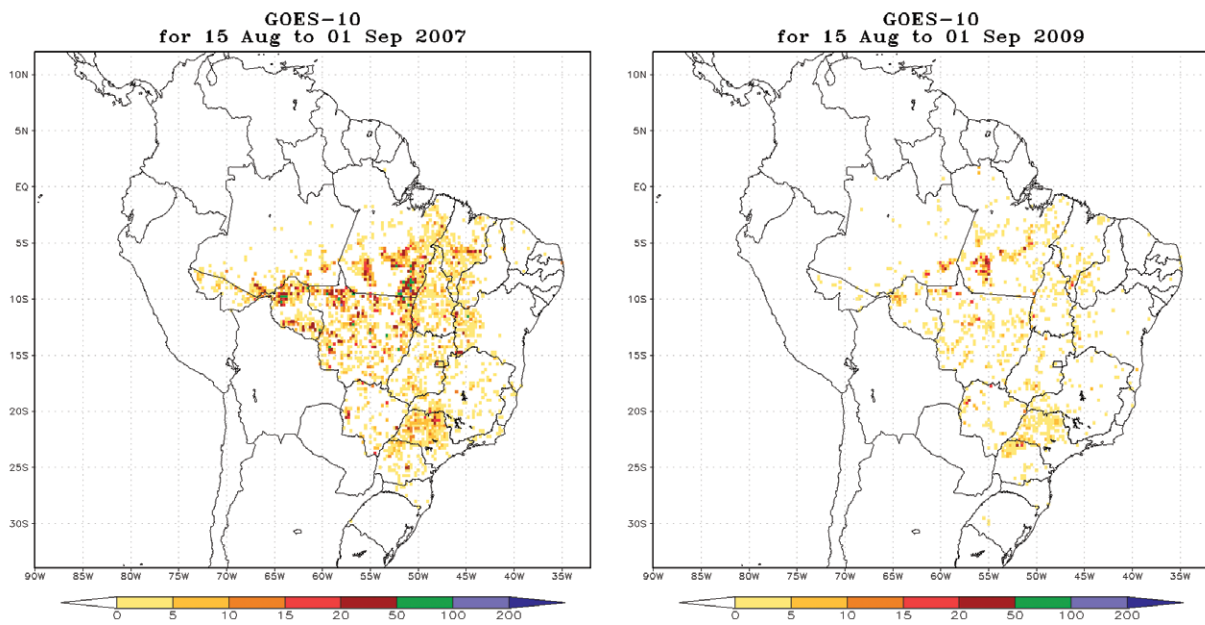 GOES-10
for 15 Aug to 01 Sep 2007
10N
5N
EQ
5S
10S
15S
20S
25S
30S
90W 85W 80W 75W 70W 65W 60W 55W 50W 45W 40W 35W
0 5 10 15 20 50 100 200
GOES-10
for 15 Aug to 01 Sep 2009
10N
5N
EQ
5S
10S
15S
20S
25S
30S
90W 85W 80W 75W 70W 65W 60W 55W 50W 45W 40W 35W
0 5 10 15 20 50 100 200